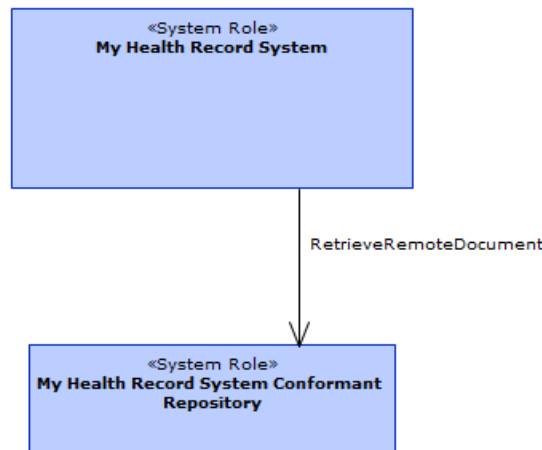 «System Role»
My Health Record System
RetrieveRemoteDocument
«System Role»
My Health Record System Conformant
Repository